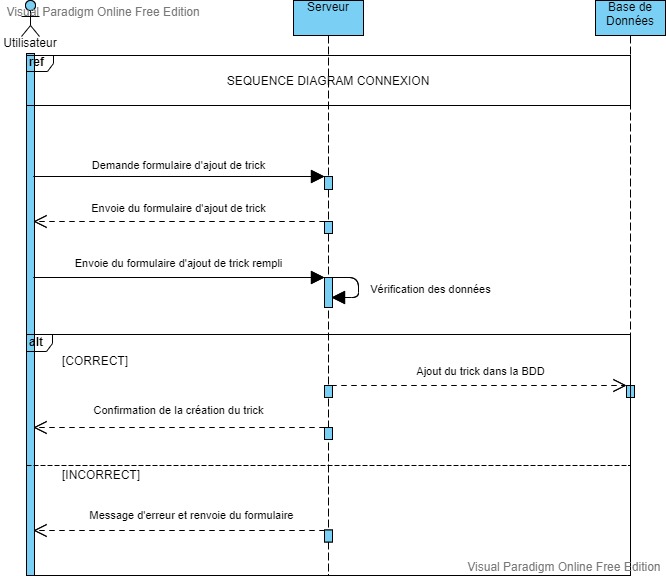 Visual Paradigm Online Free Edition
Utilisateur
Serveur
Base de
Données
ref
SEQUENCE DIAGRAM CONNEXION
Demande formulaire d'ajout de trick
Envoie du formulaire d'ajout de trick
Envoie du formulaire d'ajout de trick rempli
Vérification des données
alt
[CORRECT]
Ajout du trick dans la BDD
Confirmation de la création du trick
[INCORRECT]
Message d'erreur et renvoie du formulaire
Visual Paradigm Online Free Edition